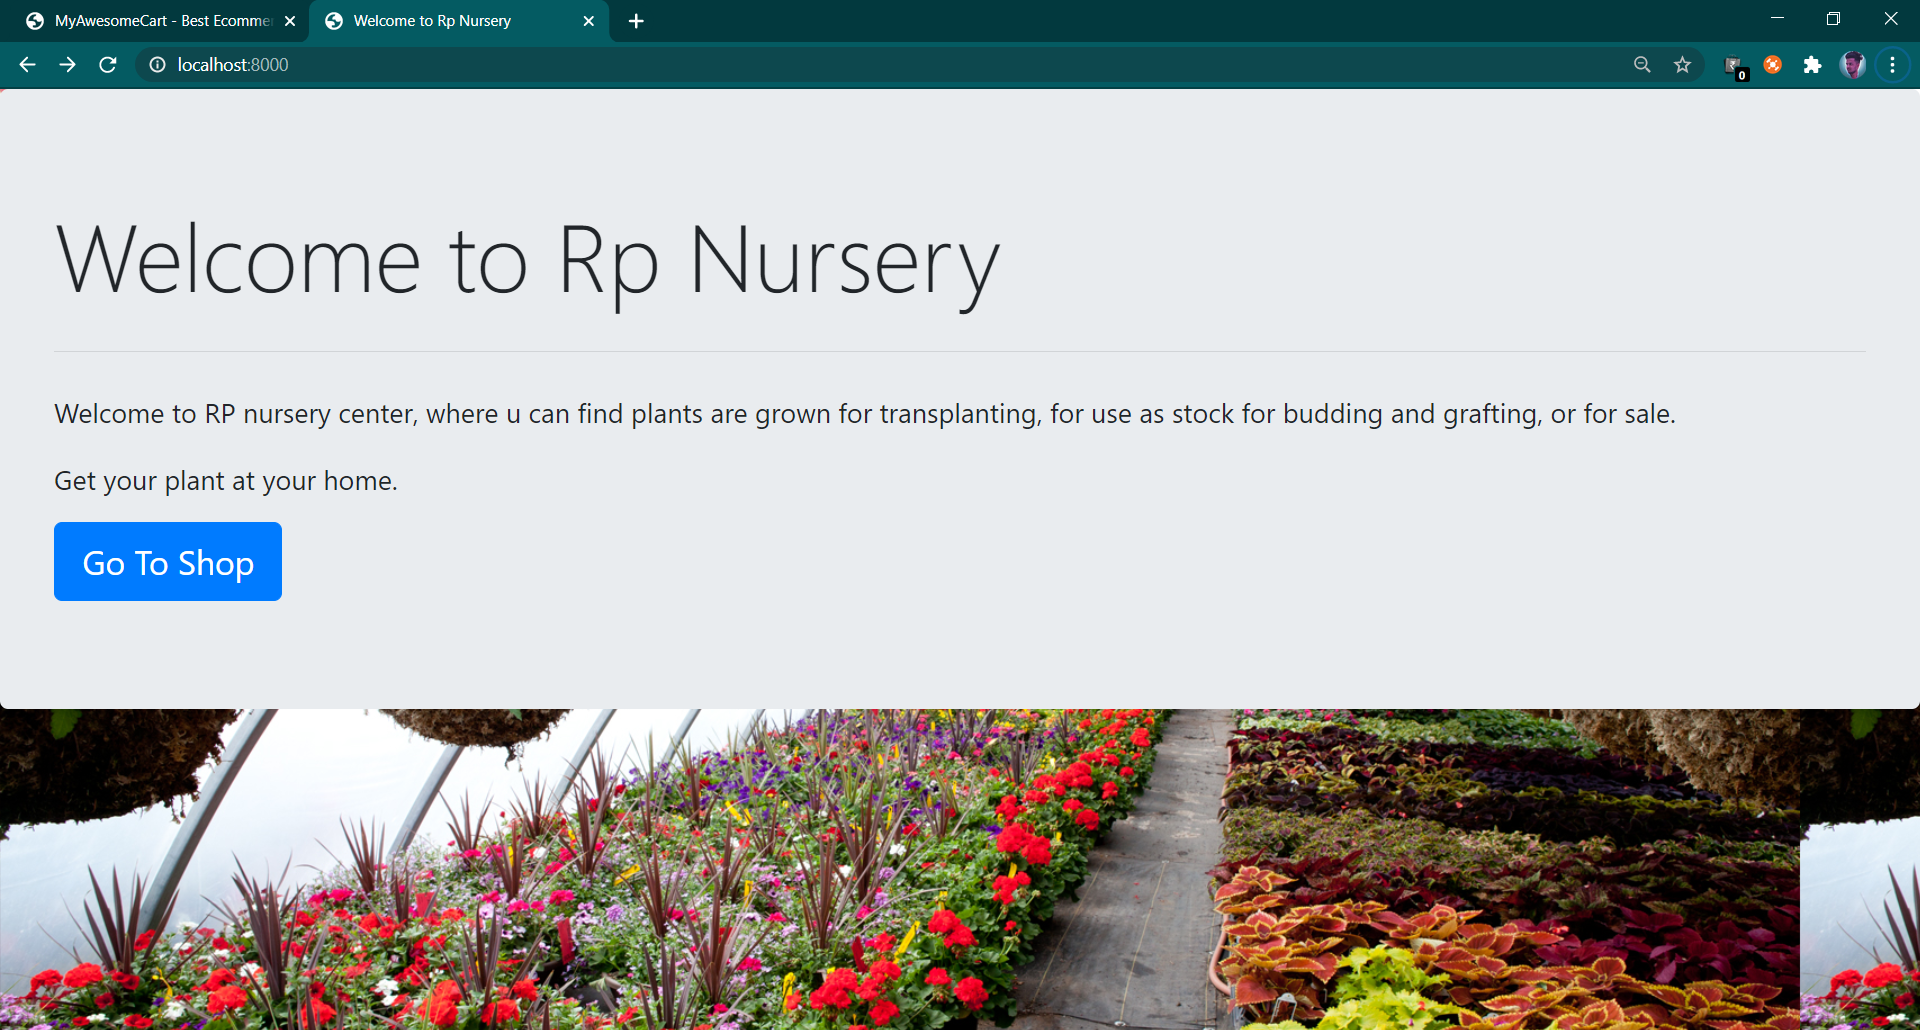 MyAwesomeCart - Best Ecomme
Welcome to Rp Nursery
localhost:8000
0
Welcome to Rp Nursery
Welcome to RP nursery center, where u can find plants are grown for transplanting, for use as stock for budding and grafting, or for sale.
Get your plant at your home.
Go To Shop